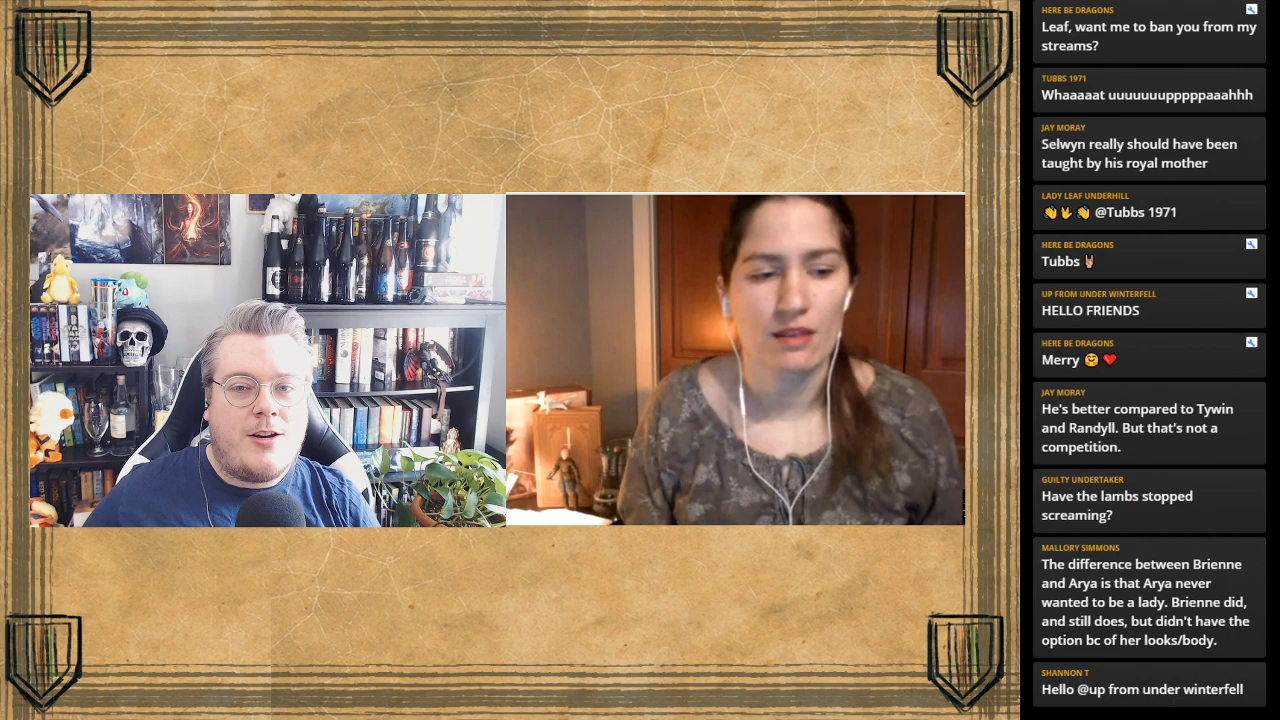 HERE BE DRAGONS
Leaf, want me to ban you from my
streams?
TUBBS 1971
Whaaaaat uuuuuuupppppaaahhh
JAY MORAY
Selwyn really should have been
taught by his royal mother
LADY LEAF UNDERHILL
@Tubbs 1971
HERE BE DRAGONS
Tubbs
UP FROM UNDER WINTERFELL
HELLO FRIENDS
HERE BE DRAGONS
Merry
JAY MORAY
He's better compared to Tywin
and Randyll. But that's not a
competition.
GUILTY UNDERTAKER
Have the lambs stopped
screaming?
MALLORY SIMMONS
The difference between Brienne
and Arya is that Arya never
wanted to be a lady. Brienne did,
and still does, but didn't have the
option bc of her looks/body.
SHANNON T
Hello @up from under winterfell